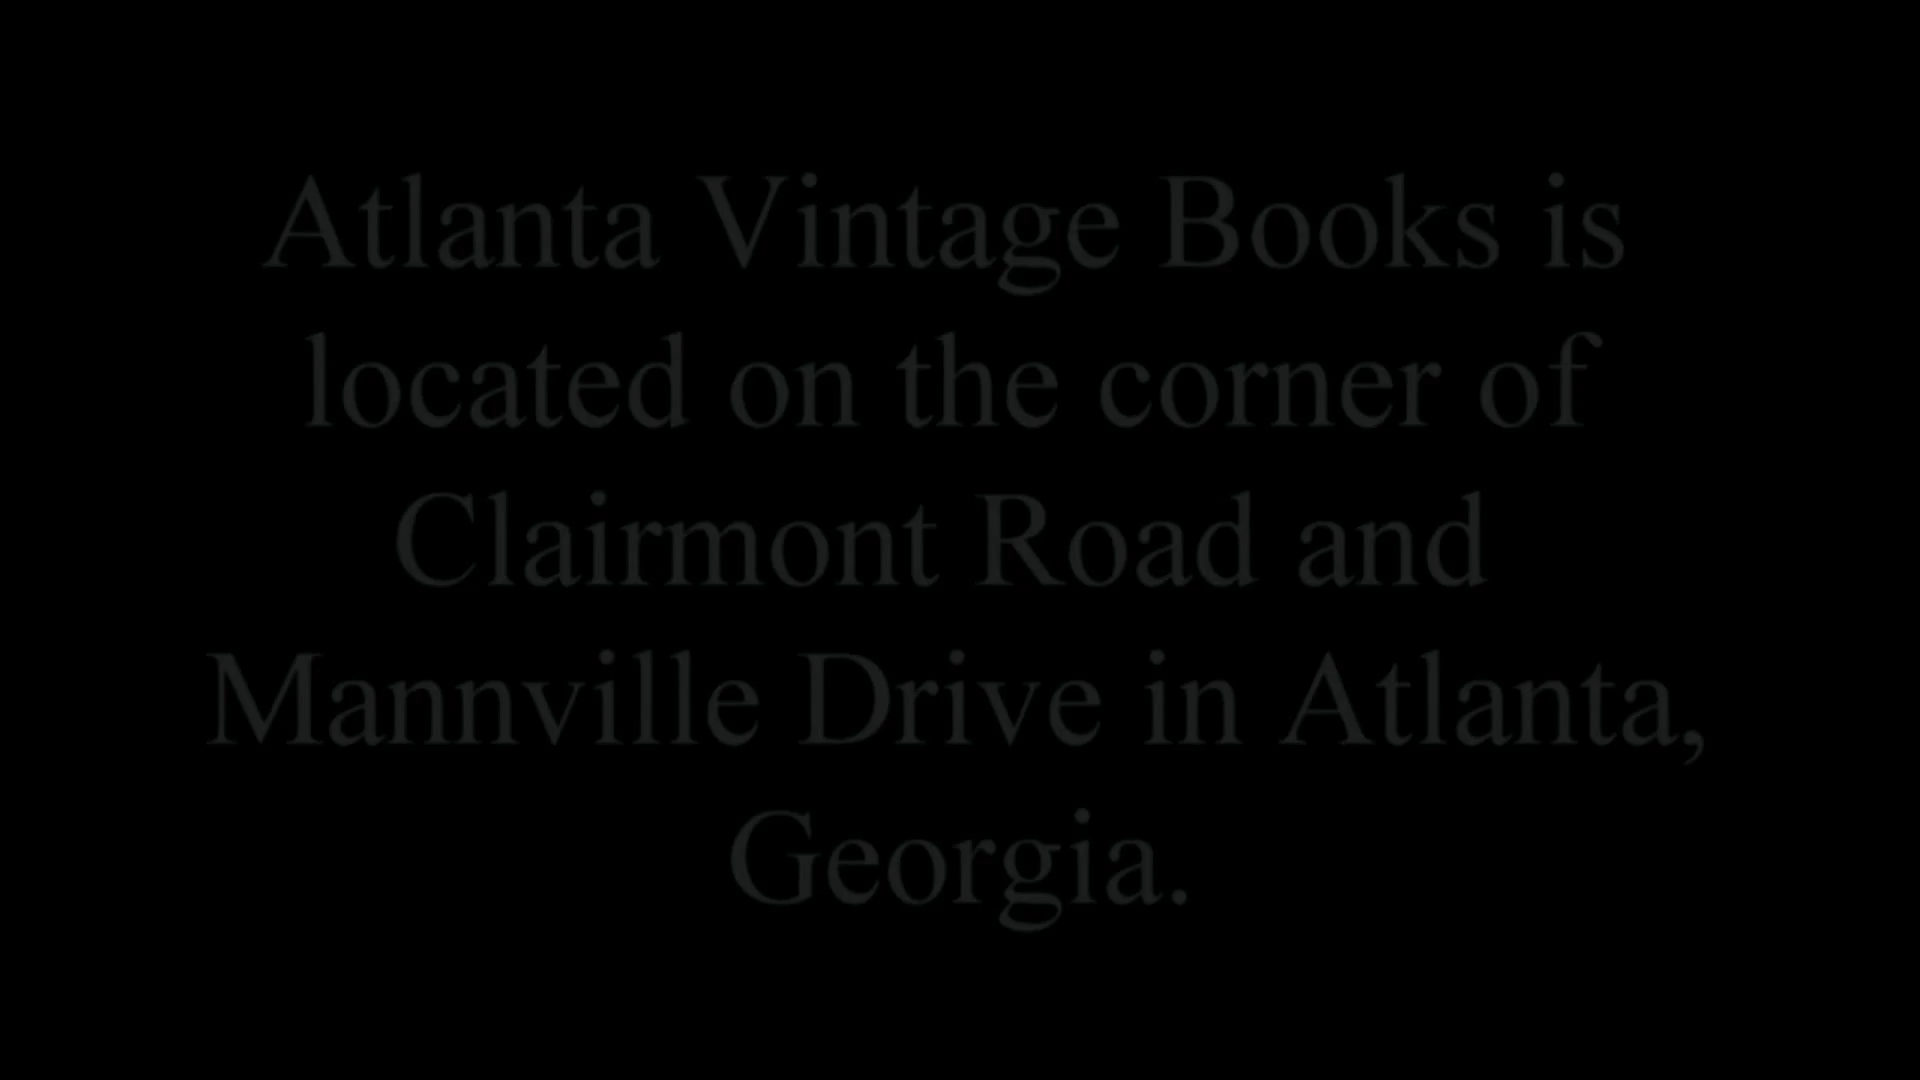 Atlanta Vintage Books is
located on the corner of
Clairmont Road and
Mannville Drive in Atlanta,
Georgia.